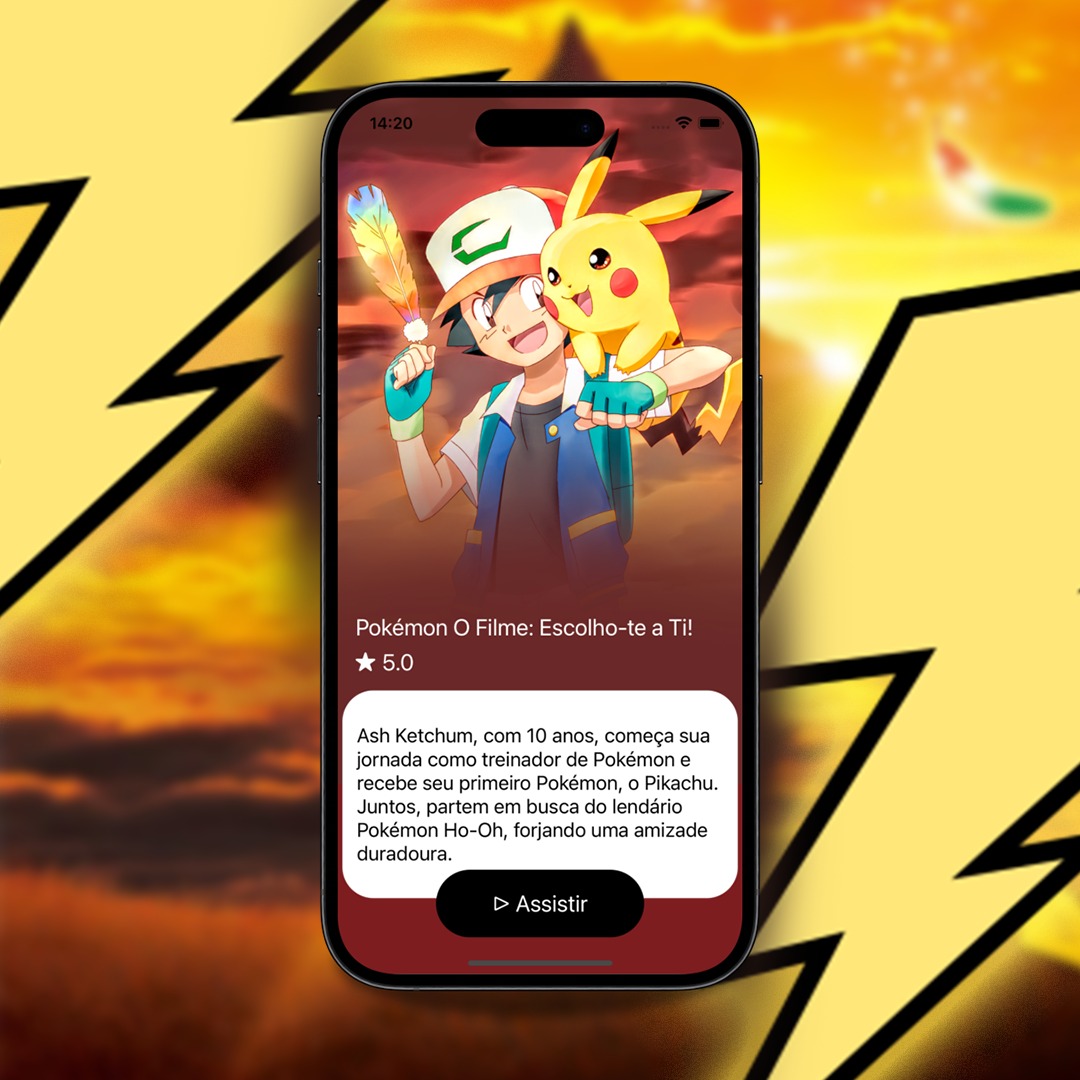 14:20
Pokémon O Filme: Escolho-te a Ti!
★ 5.0
Ash Ketchum, com 10 anos, começa sua
jornada como treinador de Pokémon e
recebe seu primeiro Pokémon, o Pikachu.
Juntos, partem em busca do lendário
Pokémon Ho-Oh, forjando uma amizade
duradoura.
Assistir